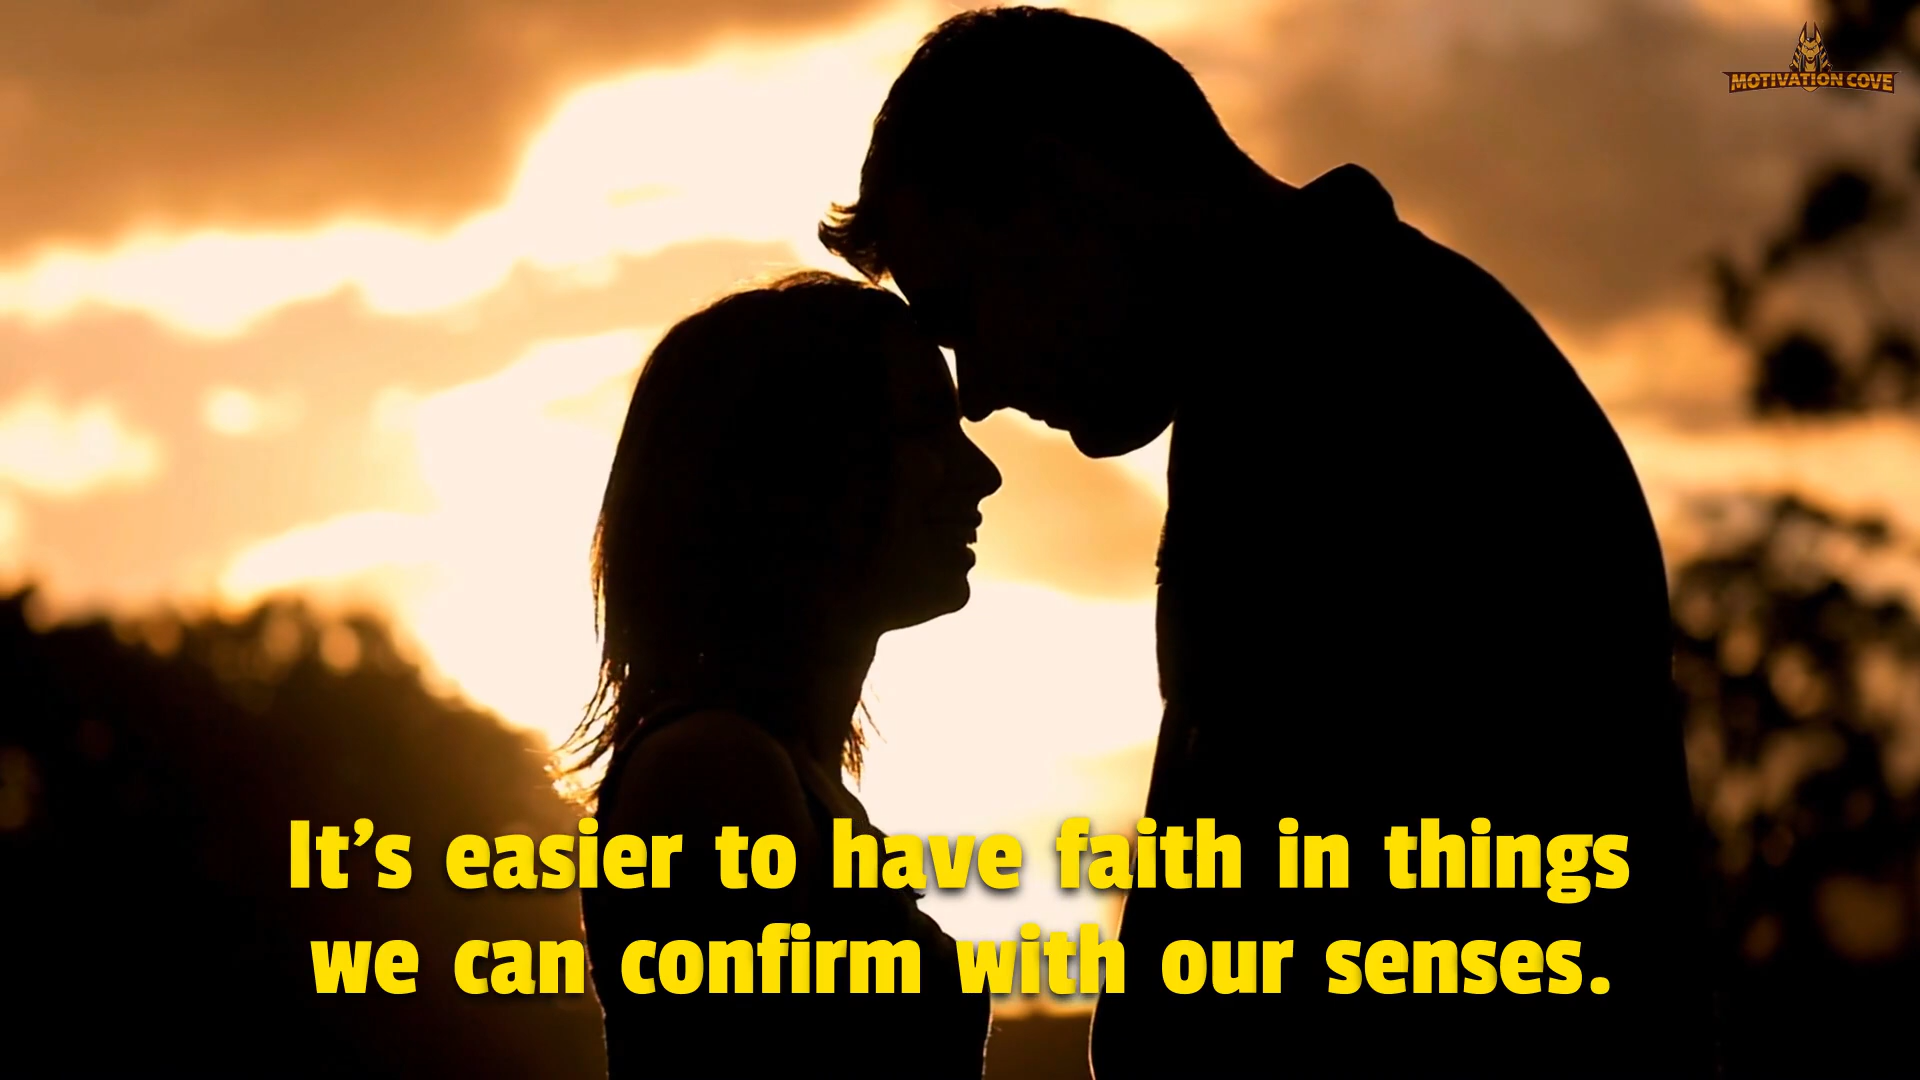 MOTIVATION COVE
It’s easier to have faith in things
we can confirm with our senses.